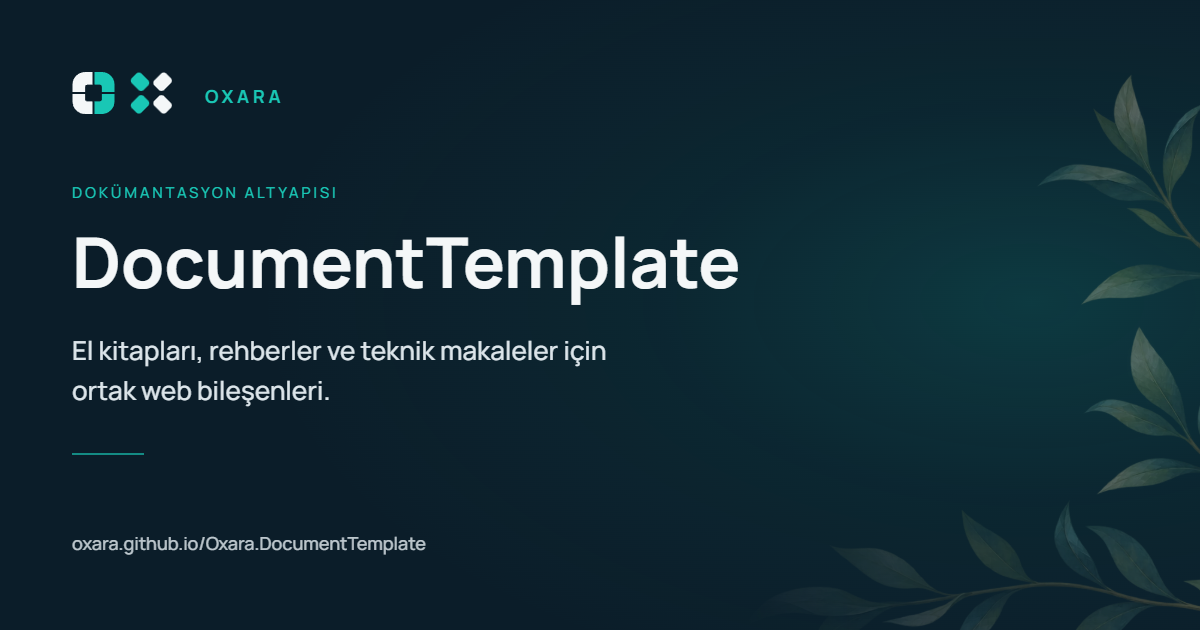 OXARA
DOKÜMANTASYON ALTYAPISI
DocumentTemplate
El kitapları, rehberler ve teknik makaleler için
ortak web bileşenleri.
oxara.github.io/Oxara.DocumentTemplate